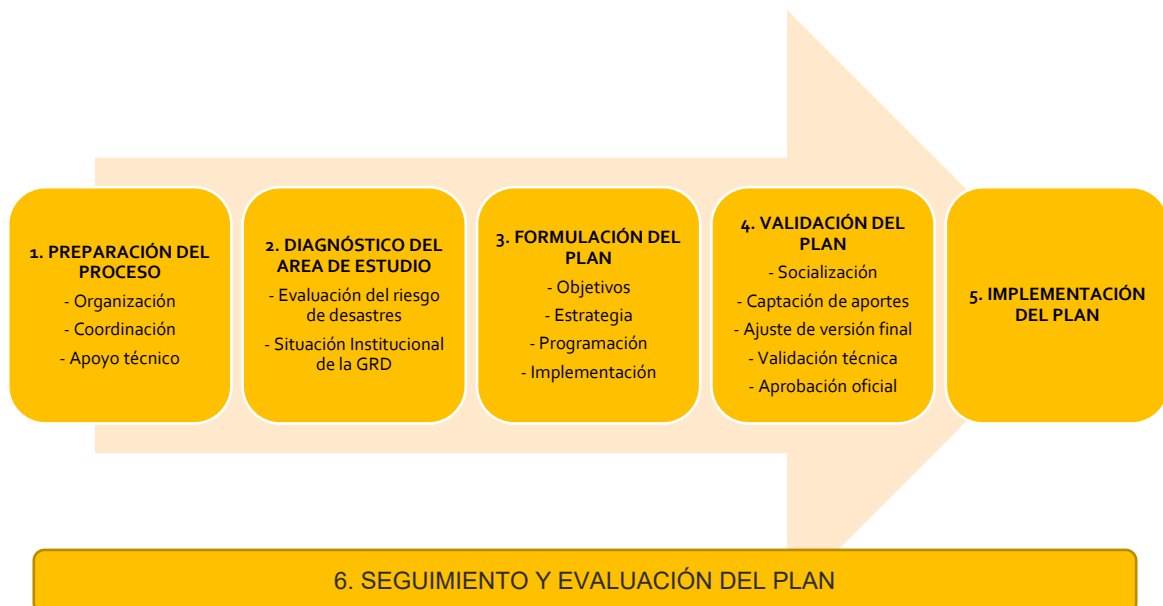 1. PREPARACIÓN DEL
PROCESO
- Organización
- Coordinación
- Apoyo técnico
2. DIAGNÓSTICO DEL
AREA DE ESTUDIO
- Evaluación del riesgo
de desastres
- Situación Institucional
de la GRD
3. FORMULACIÓN DEL
PLAN
- Objetivos
- Estrategia
- Programación
- Implementación
4. VALIDACIÓN DEL
PLAN
- Socialización
- Captación de aportes
- Ajuste de versión final
- Validación técnica
- Aprobación oficial
5. IMPLEMENTACIÓN
DEL PLAN
6. SEGUIMIENTO Y EVALUACIÓN DEL PLAN